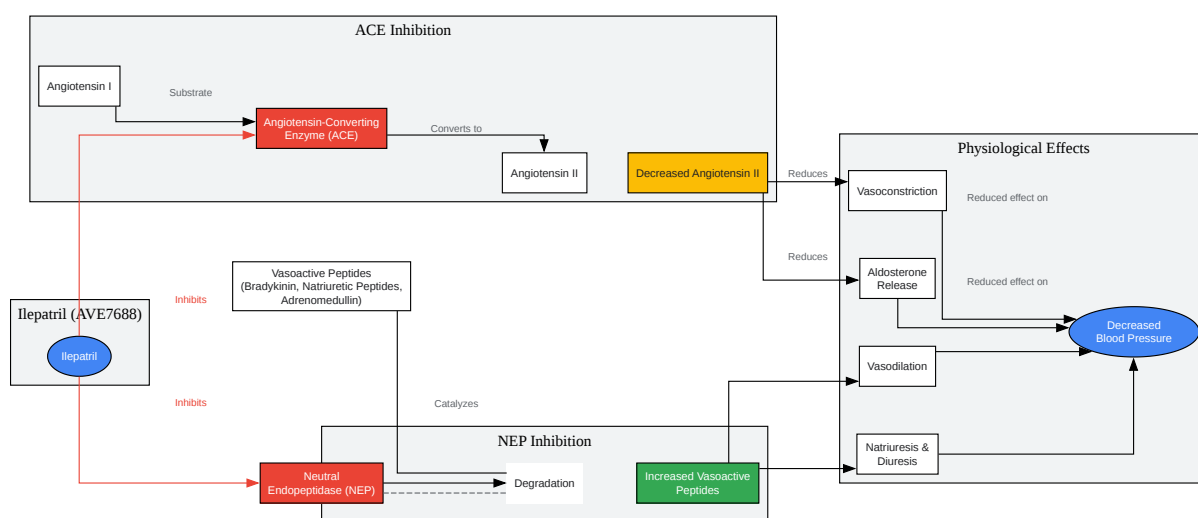 ACE Inhibition
Angiotensin I
Substrate
Angiotensin-Converting
Enzyme (ACE)
Converts to
Angiotensin II
Decreased Angiotensin II
Reduces
Reduces
Physiological Effects
Vasoconstriction
Reduced effect on
Aldosterone
Release
Reduced effect on
Decreased
Blood Pressure
Vasodilation
Natriuresis &
Diuresis
Vasoactive Peptides
(Bradykinin, Natriuretic Peptides,
Adrenomedullin)
Inhibits
Ilepatril (AVE7688)
Ilepatril
Inhibits
Catalyzes
NEP Inhibition
Neutral
Endopeptidase (NEP)
Degradation
Increased Vasoactive
Peptides